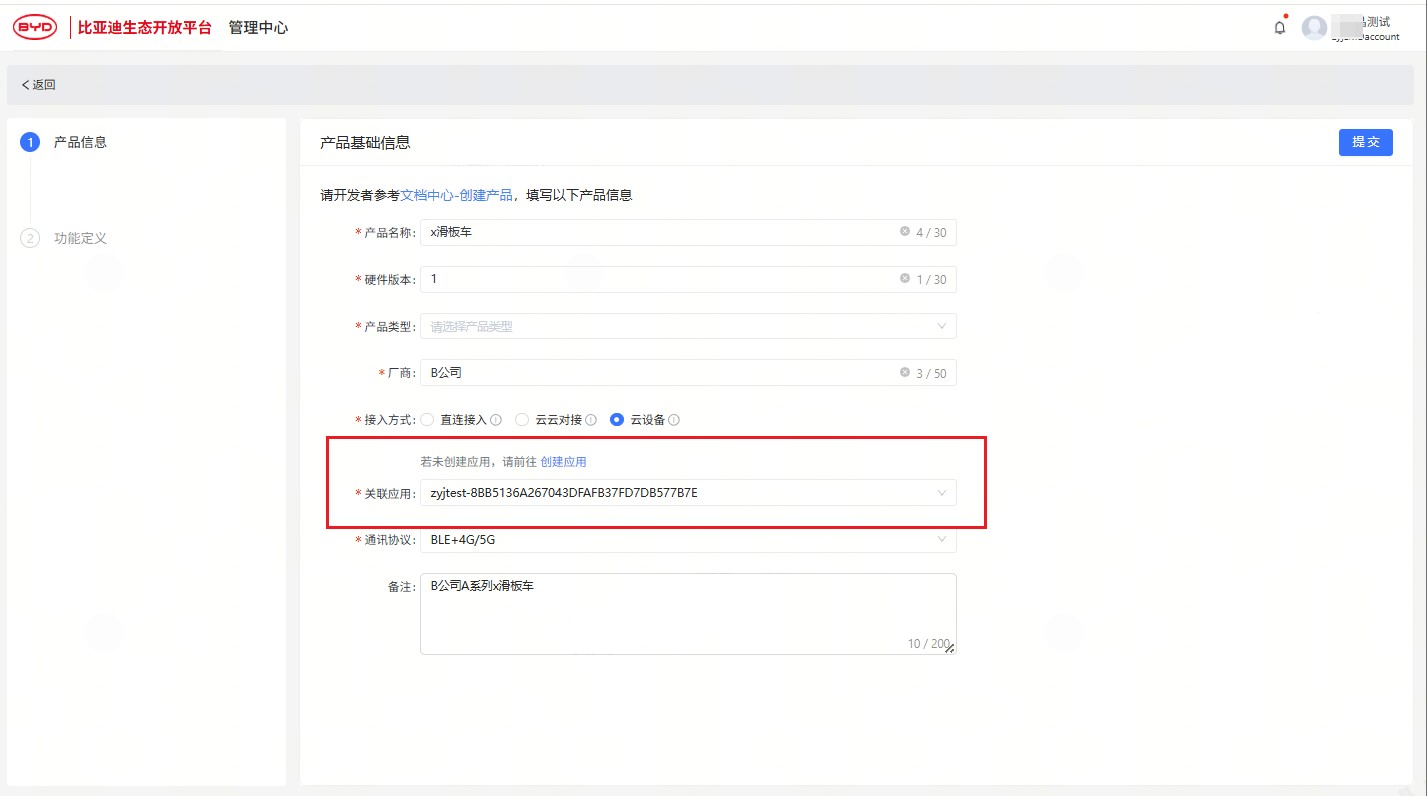 BYD 比亚迪生态开放平台 管理中心
测试
account
返回
1 产品信息
2 功能定义
产品基础信息
提交
请开发者参考文档中心-创建产品，填写以下产品信息
*产品名称: x滑板车 4 / 30
*硬件版本: 1 1 / 30
*产品类型: 请选择产品类型
*厂商: B公司 3 / 50
*接入方式: 直连接入 云云对接 云设备
若未创建应用，请前往 创建应用
*关联应用: zyjtest-8BB5136A267043DFAFB37FD7DB577B7E
*通讯协议: BLE+4G/5G
备注: B公司A系列x滑板车
10 / 200